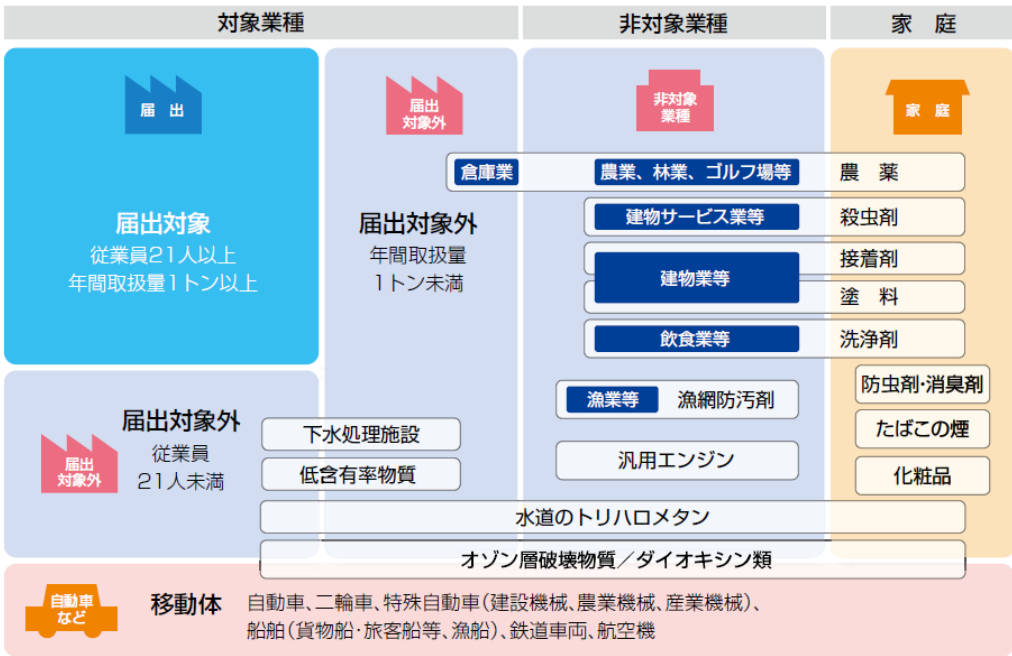 対象業種
非対象業種
家 庭
届 出
届出
対象外
非対象
業種
家 庭
倉庫業
農業、林業、ゴルフ場等
農 薬
届出対象
従業員21人以上
年間取扱量1トン以上
届出対象外
年間取扱量
1トン未満
建物サービス業等
殺虫剤
建物業等
接着剤
塗 料
飲食業等
洗浄剤
防虫剤・消臭剤
漁業等
漁網防汚剤
届出対象外
従業員
21人未満
届出
対象外
下水処理施設
たばこの煙
低含有率物質
汎用エンジン
化粧品
水道のトリハロメタン
オゾン層破壊物質／ダイオキシン類
自動車
など
移動体
自動車、二輪車、特殊自動車(建設機械、農業機械、産業機械)、
船舶(貨物船・旅客船等、漁船)、鉄道車両、航空機